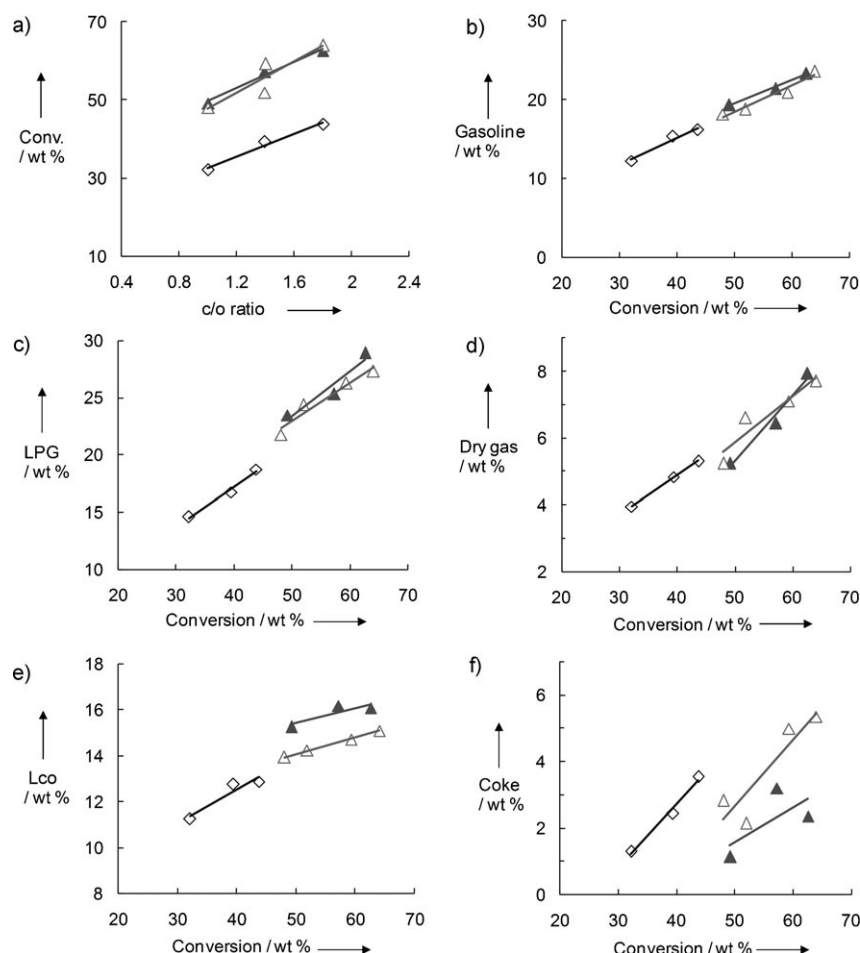 a)
70
50
30
10
Conv.
/ wt %
0.4
0.8
1.2
1.6
2
2.4
c/o ratio
b)
30
20
10
0
Gasoline
/ wt %
20
30
40
50
60
70
Conversion / wt %
c)
30
25
20
15
10
LPG
/ wt %
20
30
40
50
60
70
Conversion / wt %
d)
8
6
4
2
Dry gas
/ wt %
20
30
40
50
60
70
Conversion / wt %
e)
18
16
14
12
10
8
Lco
/ wt %
20
30
40
50
60
70
Conversion / wt %
f)
6
4
2
0
Coke
/ wt %
20
30
40
50
60
70
Conversion / wt %